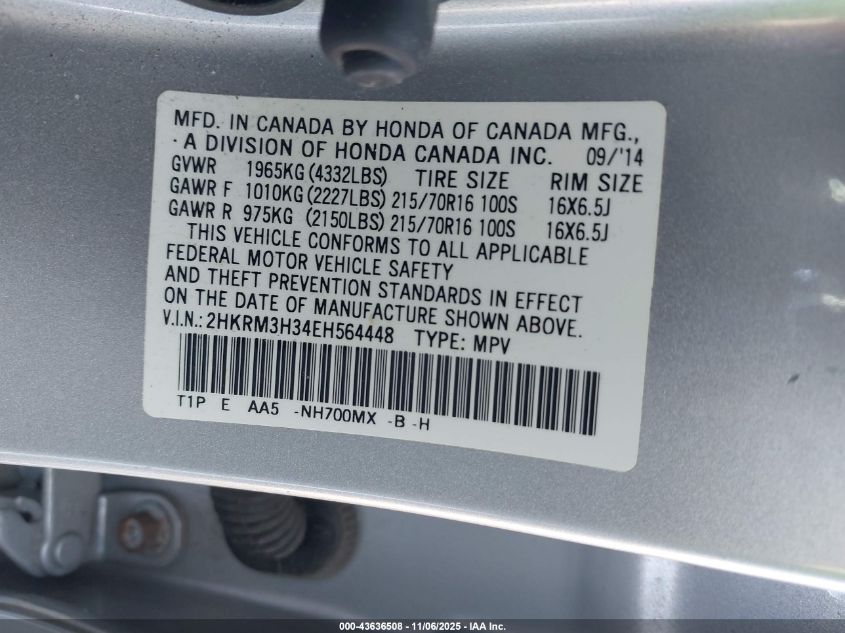 MFD. IN CANADA BY HONDA OF CANADA MFG.,
A DIVISION OF HONDA CANADA INC. 09/'14
GVWR 1965KG (4332LBS) TIRE SIZE RIM SIZE
GAWR F 1010KG (2227LBS) 215/70R16 100S 16X6.5J
GAWR R 975KG (2150LBS) 215/70R16 100S 16X6.5J
THIS VEHICLE CONFORMS TO ALL APPLICABLE
FEDERAL MOTOR VEHICLE SAFETY
AND THEFT PREVENTION STANDARDS IN EFFECT
ON THE DATE OF MANUFACTURE SHOWN ABOVE.
V.I.N.: 2HKRM3H34EH564448 TYPE: MPV
T1P E AA5 -NH700MX -B -H
000-43636508 - 11/06/2025 - IAA Inc.